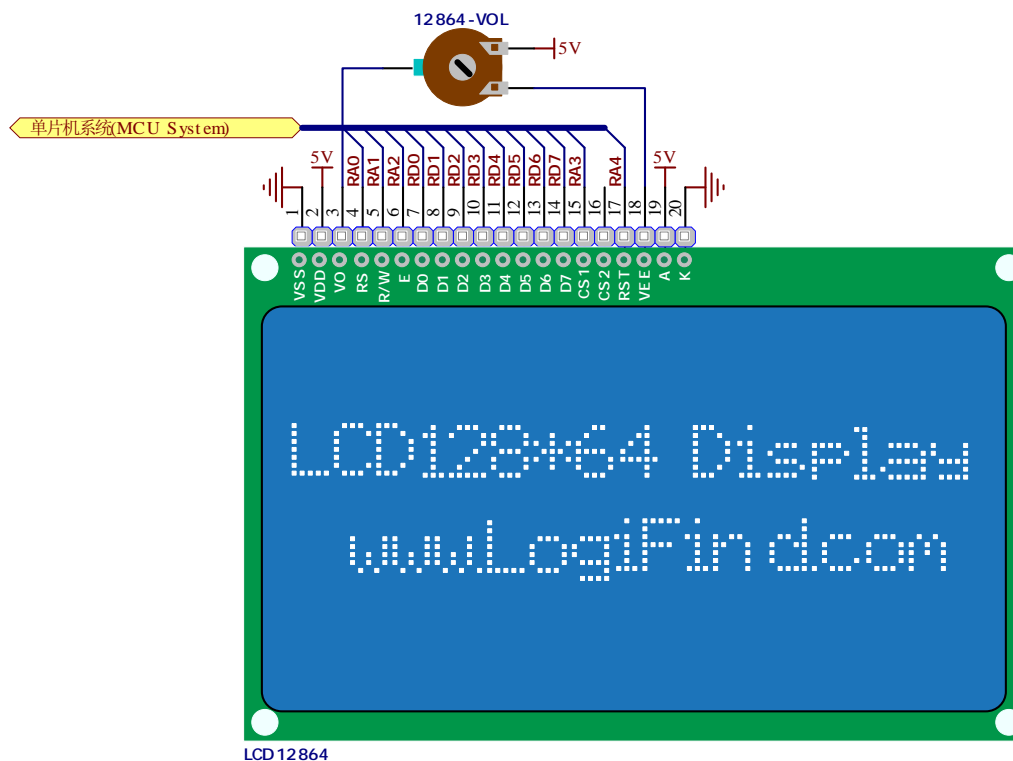 12864-VOL
5V
单片机系统(MCU System)
5V
5V
RA0
RA1
RA2
RD0
RD1
RD2
RD3
RD4
RD5
RD6
RD7
RA3
RA4
1
2
3
4
5
6
7
8
9
10
11
12
13
14
15
16
17
18
19
20
VSS
VDD
VO
RS
R/W
E
D0
D1
D2
D3
D4
D5
D6
D7
CS1
CS2
RST
VEE
A
K
LCD128*64 Display
wwwLogiFindcom
LCD12864